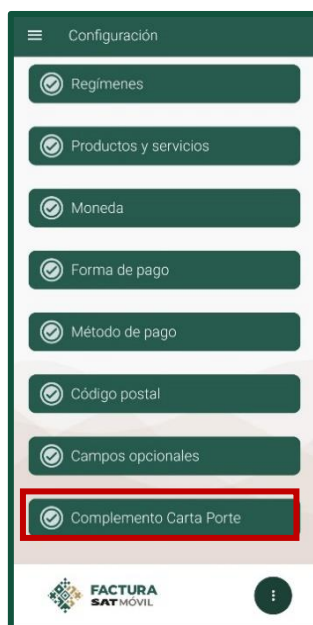 Configuración
Regímenes
Productos y servicios
Moneda
Forma de pago
Método de pago
Código postal
Campos opcionales
Complemento Carta Porte
FACTURA
SAT MÓVIL